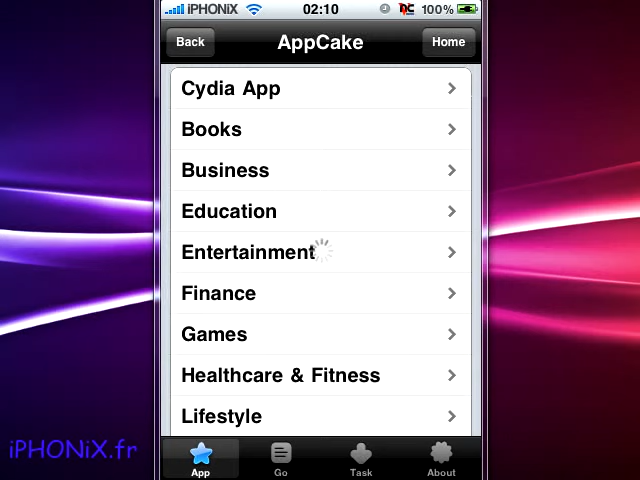 iPHONiX 02:10 100%
Back AppCake Home
Cydia App
Books
Business
Education
Entertainment
Finance
Games
Healthcare & Fitness
Lifestyle
iPHONiX.fr
App Go Task About